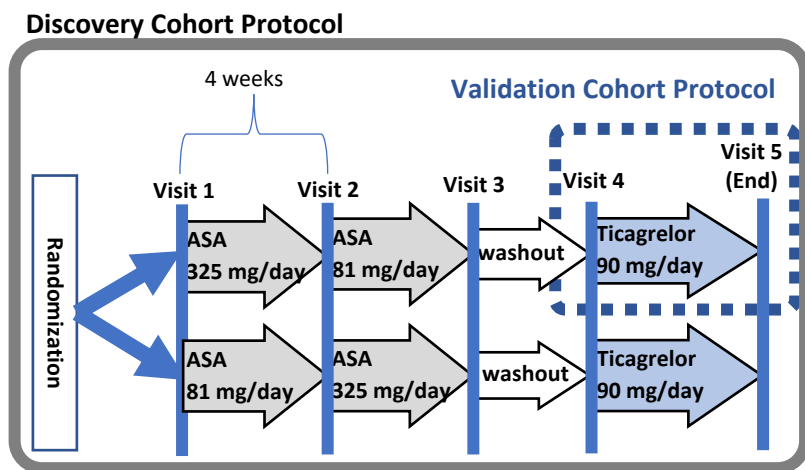 Discovery Cohort Protocol
4 weeks
Validation Cohort Protocol
Visit 1
Visit 2
Visit 3
Visit 4
Visit 5
(End)
Randomization
ASA
325 mg/day
ASA
81 mg/day
washout
Ticagrelor
90 mg/day
ASA
81 mg/day
ASA
325 mg/day
washout
Ticagrelor
90 mg/day